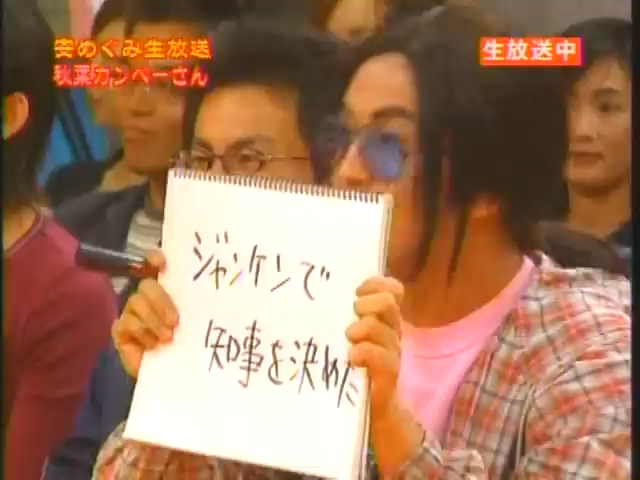 安めぐみ生放送
秋葉カンペーさん
生放送中
ジャンケンで
知事を決めた